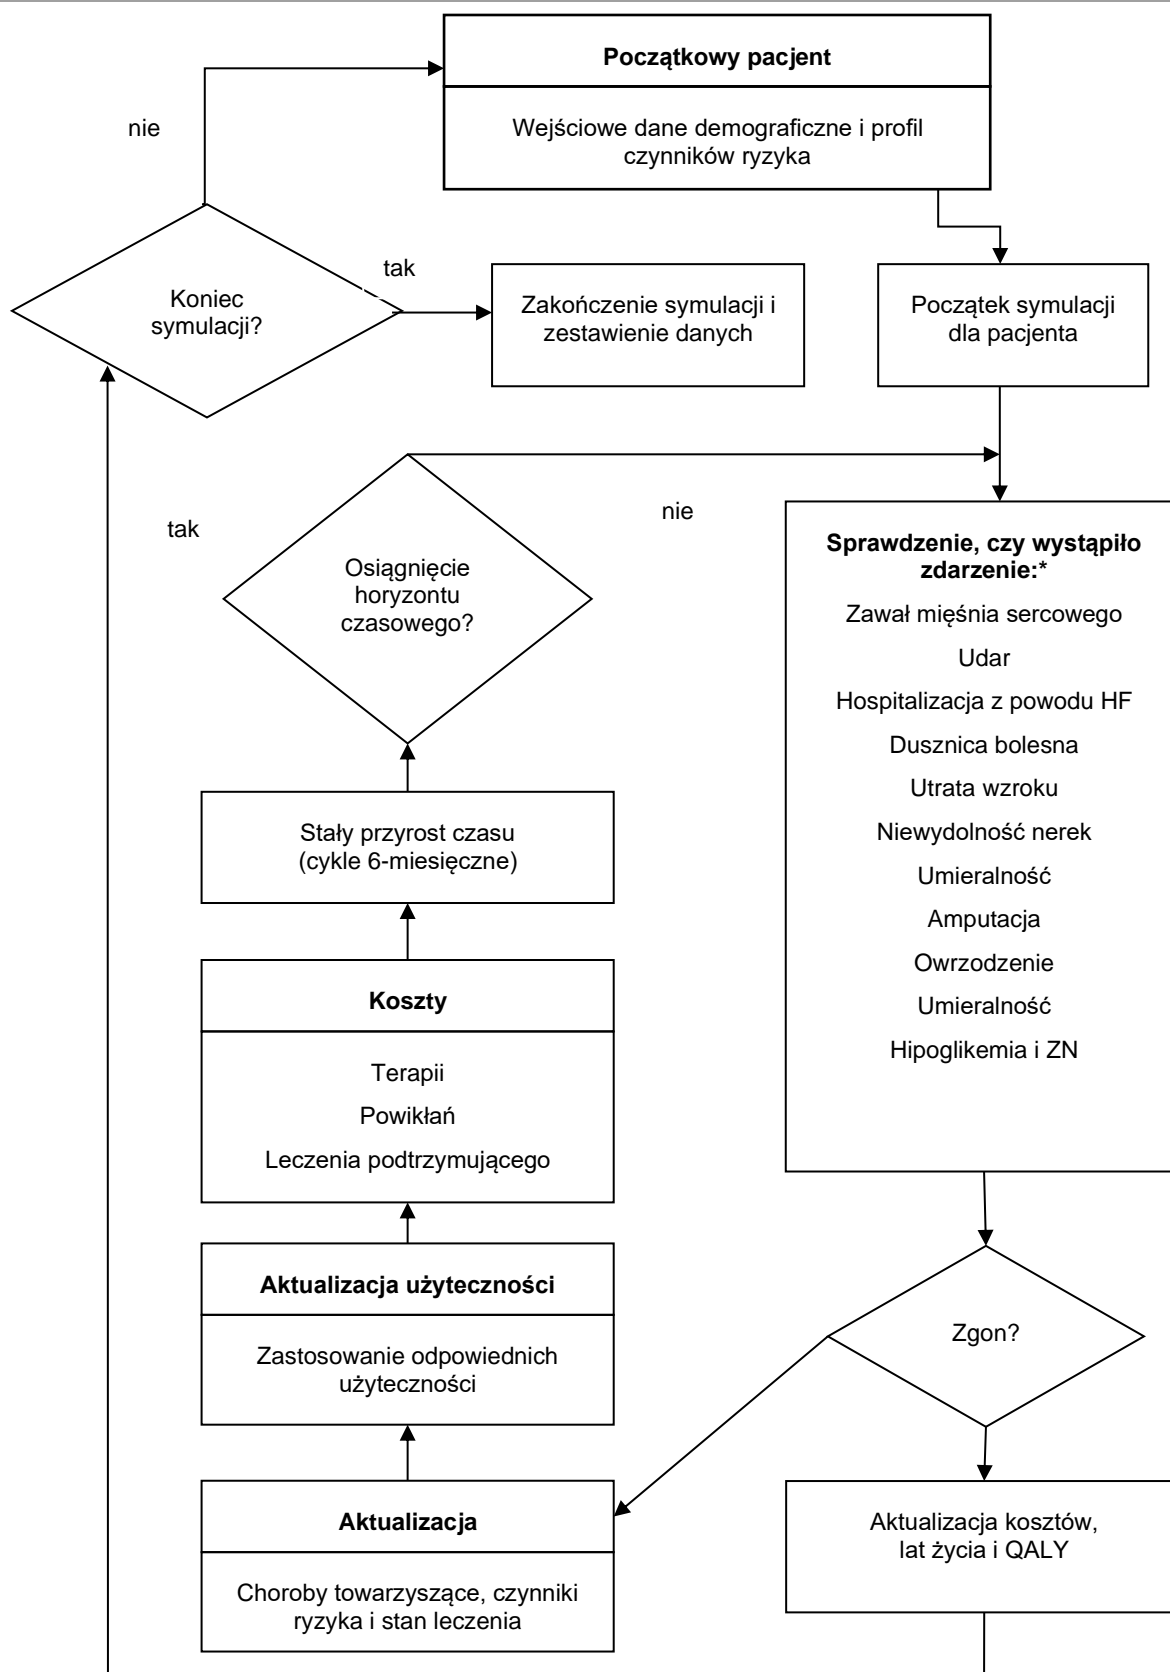 Początkowy pacjent
Wejściowe dane demograficzne i profil
czynników ryzyka
nie
tak
Koniec
symulacji?
Zakończenie symulacji i
zestawienie danych
Początek symulacji
dla pacjenta
tak
nie
Osiągnięcie
horyzontu
czasowego?
Sprawdzenie, czy wystąpiło
zdarzenie:*
Zawał mięśnia sercowego
Udar
Hospitalizacja z powodu HF
Dusznica bolesna
Utrata wzroku
Niewydolność nerek
Umieralność
Amputacja
Owrzodzenie
Umieralność
Hipoglikemia i ZN
Stały przyrost czasu
(cykle 6-miesięczne)
Koszty
Terapii
Powikłań
Leczenia podtrzymującego
Aktualizacja użyteczności
Zastosowanie odpowiednich
użyteczności
Zgon?
Aktualizacja
Choroby towarzyszące, czynniki
ryzyka i stan leczenia
Aktualizacja kosztów,
lat życia i QALY